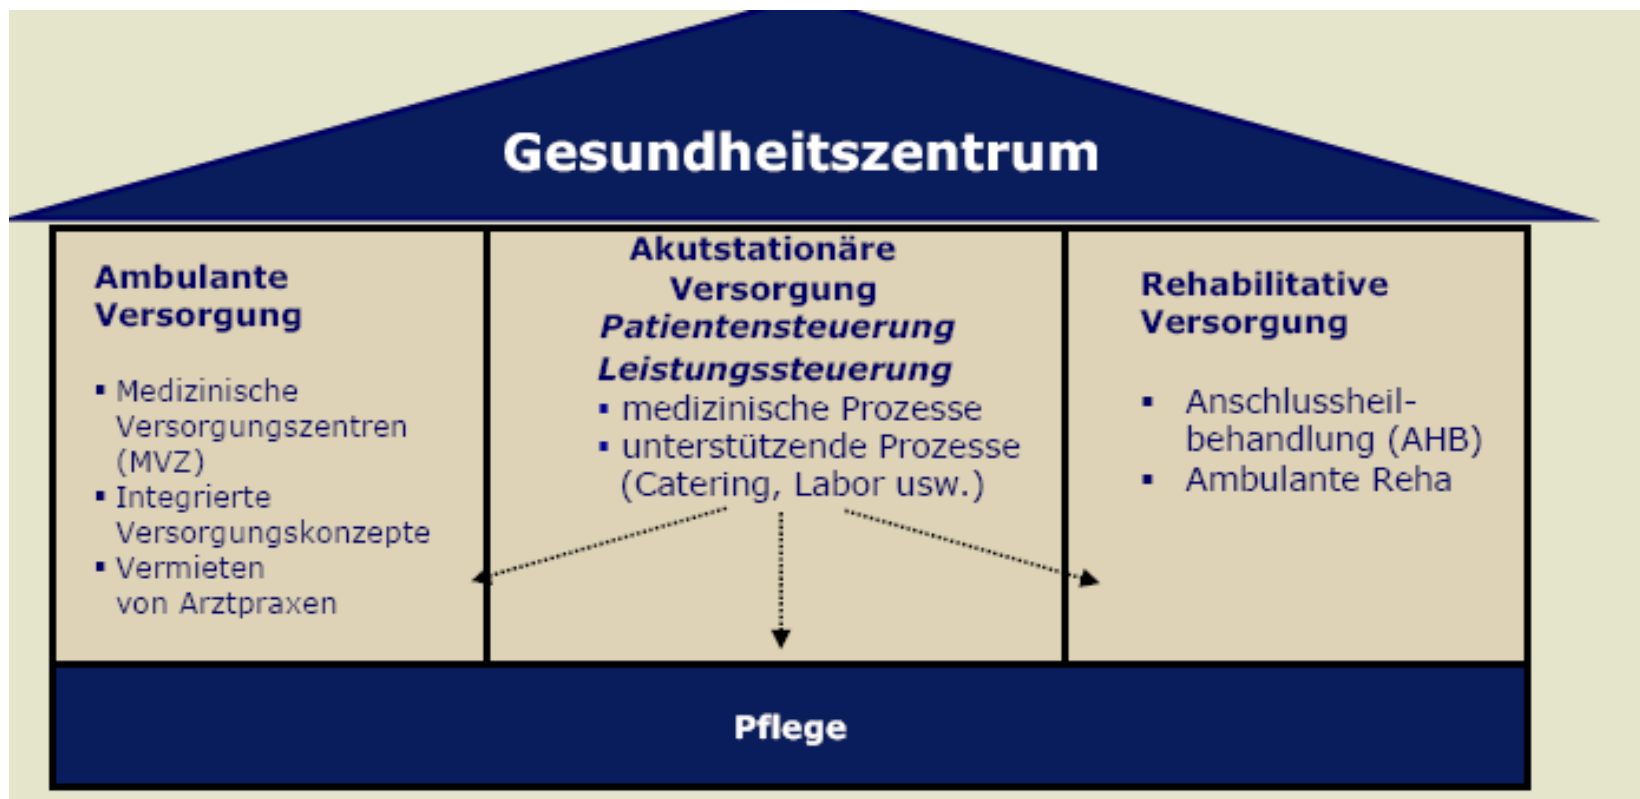 Gesundheitszentrum
Ambulante
Versorgung
▪ Medizinische
Versorgungszentren
(MVZ)
▪ Integrierte
Versorgungskonzepte
▪ Vermieten
von Arztpraxen
Akutstationäre
Versorgung
Patientensteuerung
Leistungssteuerung
▪ medizinische Prozesse
▪ unterstützende Prozesse
(Catering, Labor usw.)
Rehabilitative
Versorgung
▪ Anschlussheil-
behandlung (AHB)
▪ Ambulante Reha
Pflege